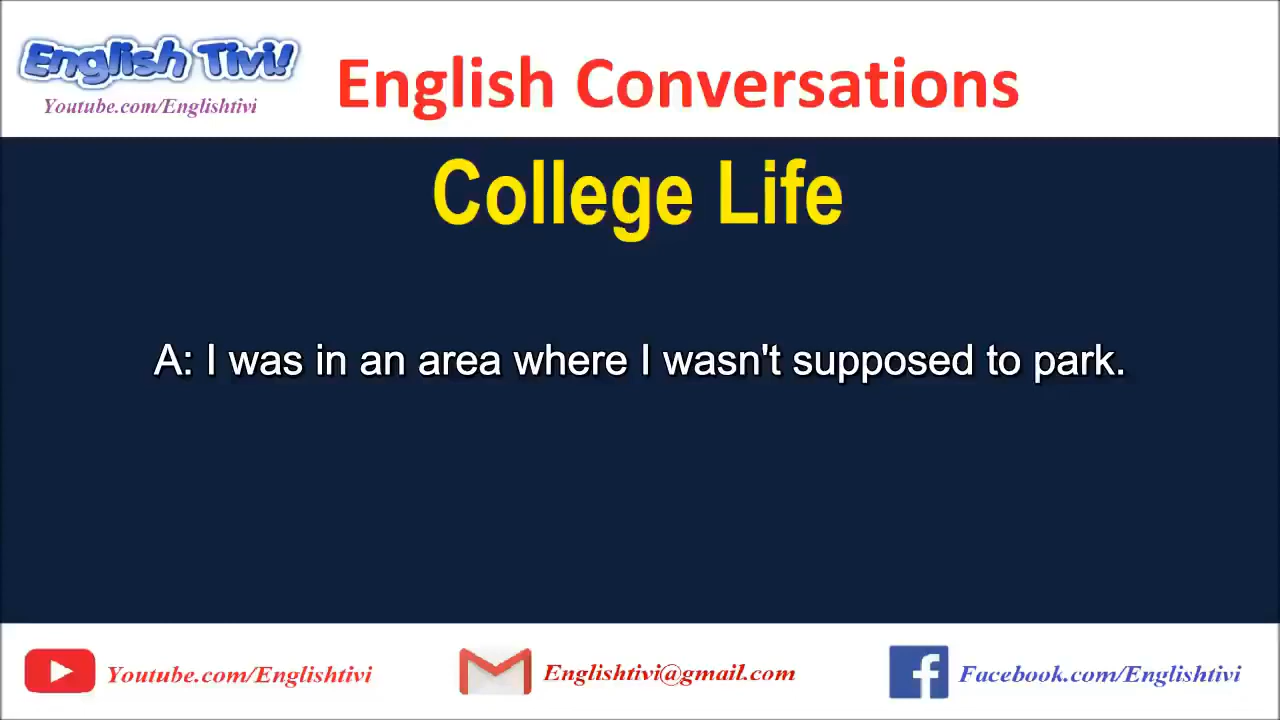 English Tivi!
Youtube.com/Englishtivi
English Conversations
College Life
A: I was in an area where I wasn't supposed to park.
Youtube.com/Englishtivi
Englishtivi@gmail.com
f
Facebook.com/Englishtivi